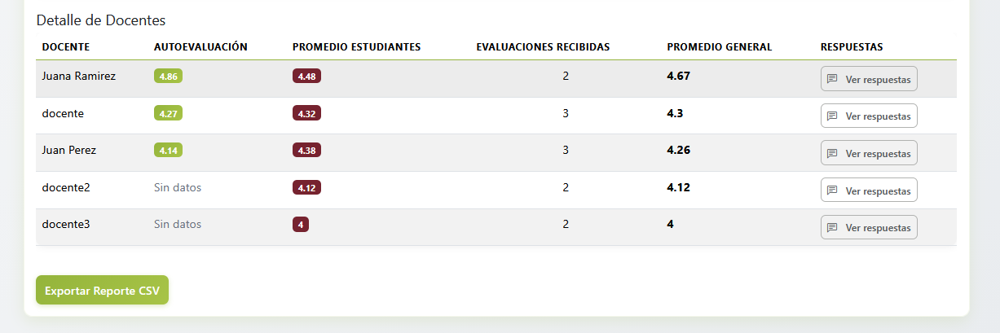 Detalle de Docentes
DOCENTE AUTOEVALUACIÓN PROMEDIO ESTUDIANTES EVALUACIONES RECIBIDAS PROMEDIO GENERAL RESPUESTAS
Juana Ramirez 4.86 4.48 2 4.67 Ver respuestas
docente 4.27 4.32 3 4.3 Ver respuestas
Juan Perez 4.14 4.38 3 4.26 Ver respuestas
docente2 Sin datos 4.12 2 4.12 Ver respuestas
docente3 Sin datos 4 2 4 Ver respuestas
Exportar Reporte CSV